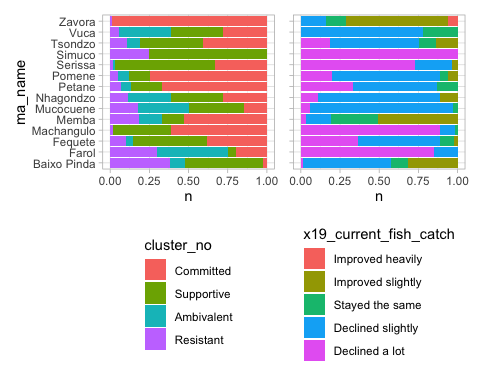 ma_name
Zavora
Vuca
Tsondzo
Simuco
Serissa
Pomene
Petane
Nhagondzo
Mucocuene
Memba
Machangulo
Fequete
Farol
Baixo Pinda
0.00 0.25 0.50 0.75 1.00
0.00 0.25 0.50 0.75 1.00
n
n
cluster_no
Committed
Supportive
Ambivalent
Resistant
x19_current_fish_catch
Improved heavily
Improved slightly
Stayed the same
Declined slightly
Declined a lot